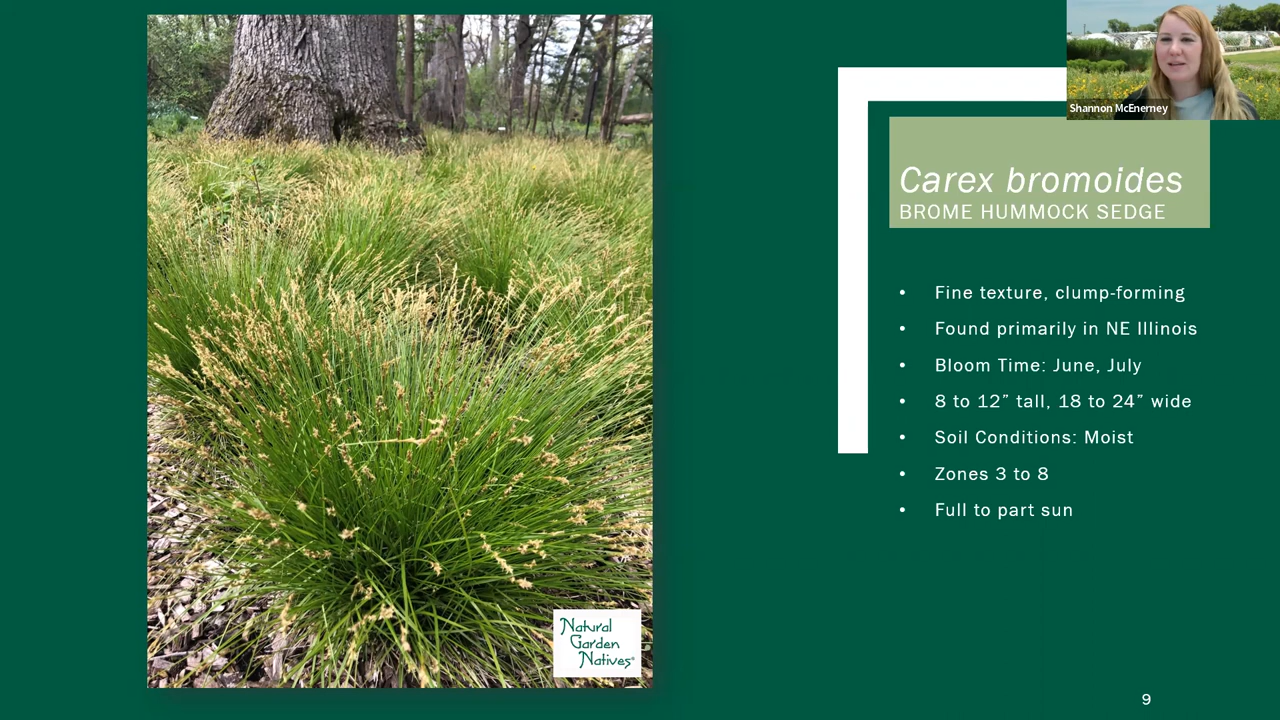 Shannon McEnerney
Carex bromoides
BROME HUMMOCK SEDGE
• Fine texture, clump-forming
• Found primarily in NE Illinois
• Bloom Time: June, July
• 8 to 12” tall, 18 to 24” wide
• Soil Conditions: Moist
• Zones 3 to 8
• Full to part sun
Natural
Garden
Natives®
9